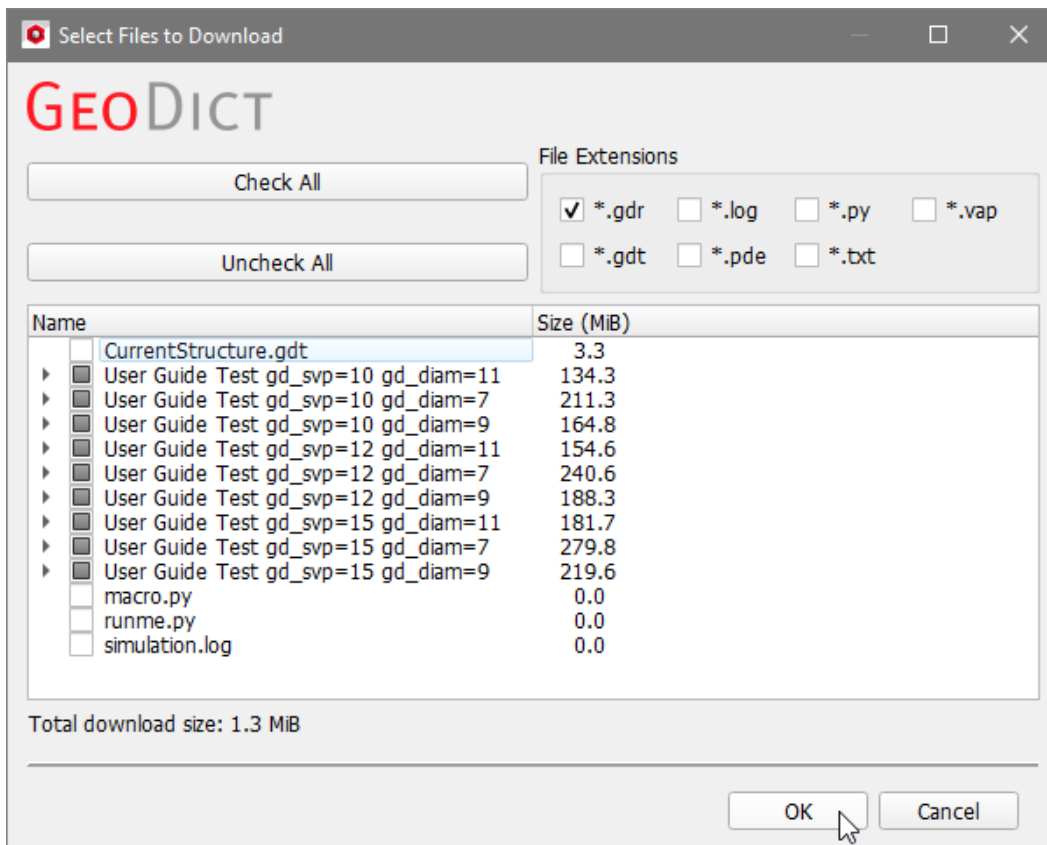 Select Files to Download
GEODICT
Check All
Uncheck All
File Extensions
*.gdr *.log *.py *.vap
*.gdt *.pde *.txt
Name Size (MiB)
CurrentStructure.gdt 3.3
User Guide Test gd_svp=10 gd_diam=11 134.3
User Guide Test gd_svp=10 gd_diam=7 211.3
User Guide Test gd_svp=10 gd_diam=9 164.8
User Guide Test gd_svp=12 gd_diam=11 154.6
User Guide Test gd_svp=12 gd_diam=7 240.6
User Guide Test gd_svp=12 gd_diam=9 188.3
User Guide Test gd_svp=15 gd_diam=11 181.7
User Guide Test gd_svp=15 gd_diam=7 279.8
User Guide Test gd_svp=15 gd_diam=9 219.6
macro.py 0.0
runme.py 0.0
simulation.log 0.0
Total download size: 1.3 MiB
OK Cancel